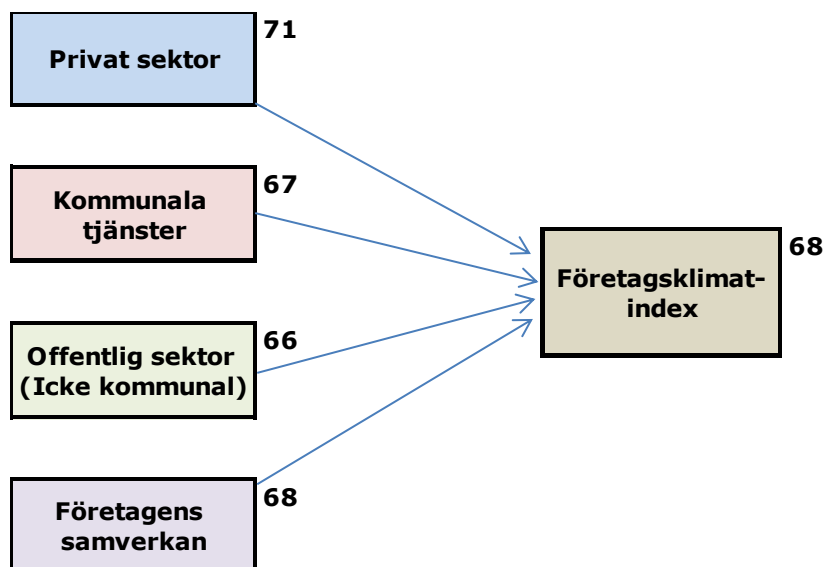 71
Privat sektor
67
Kommunala
tjänster
66
Offentlig sektor
(Icke kommunal)
68
Företagens
samverkan
68
Företagsklimat-
index